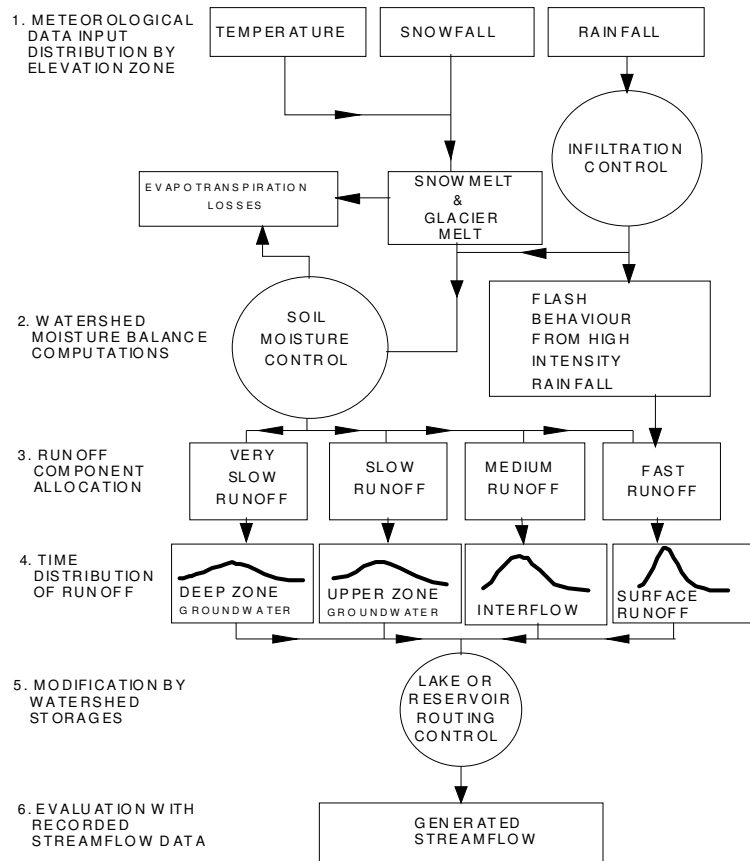 1. METEOROLOGICAL
DATA INPUT
DISTRIBUTION BY
ELEVATION ZONE
TEMPERATURE
SNOWFALL
RAINFALL
INFILTRATION
CONTROL
EVAPOTRANSPIRATION
LOSSES
SNOWMELT
&
GLACIER
MELT
2. WATERSHED
MOISTURE BALANCE
COMPUTATIONS
SOIL
MOISTURE
CONTROL
FLASH
BEHAVIOUR
FROM HIGH
INTENSITY
RAINFALL
3. RUNOFF
COMPONENT
ALLOCATION
VERY
SLOW
RUNOFF
SLOW
RUNOFF
MEDIUM
RUNOFF
FAST
RUNOFF
4. TIME
DISTRIBUTION
OF RUNOFF
DEEP ZONE
GROUNDWATER
UPPER ZONE
GROUNDWATER
INTERFLOW
SURFACE
RUNOFF
5. MODIFICATION BY
WATERSHED
STORAGES
LAKE OR
RESERVOIR
ROUTING
CONTROL
6. EVALUATION WITH
RECORDED
STREAMFLOW DATA
GENERATED
STREAMFLOW